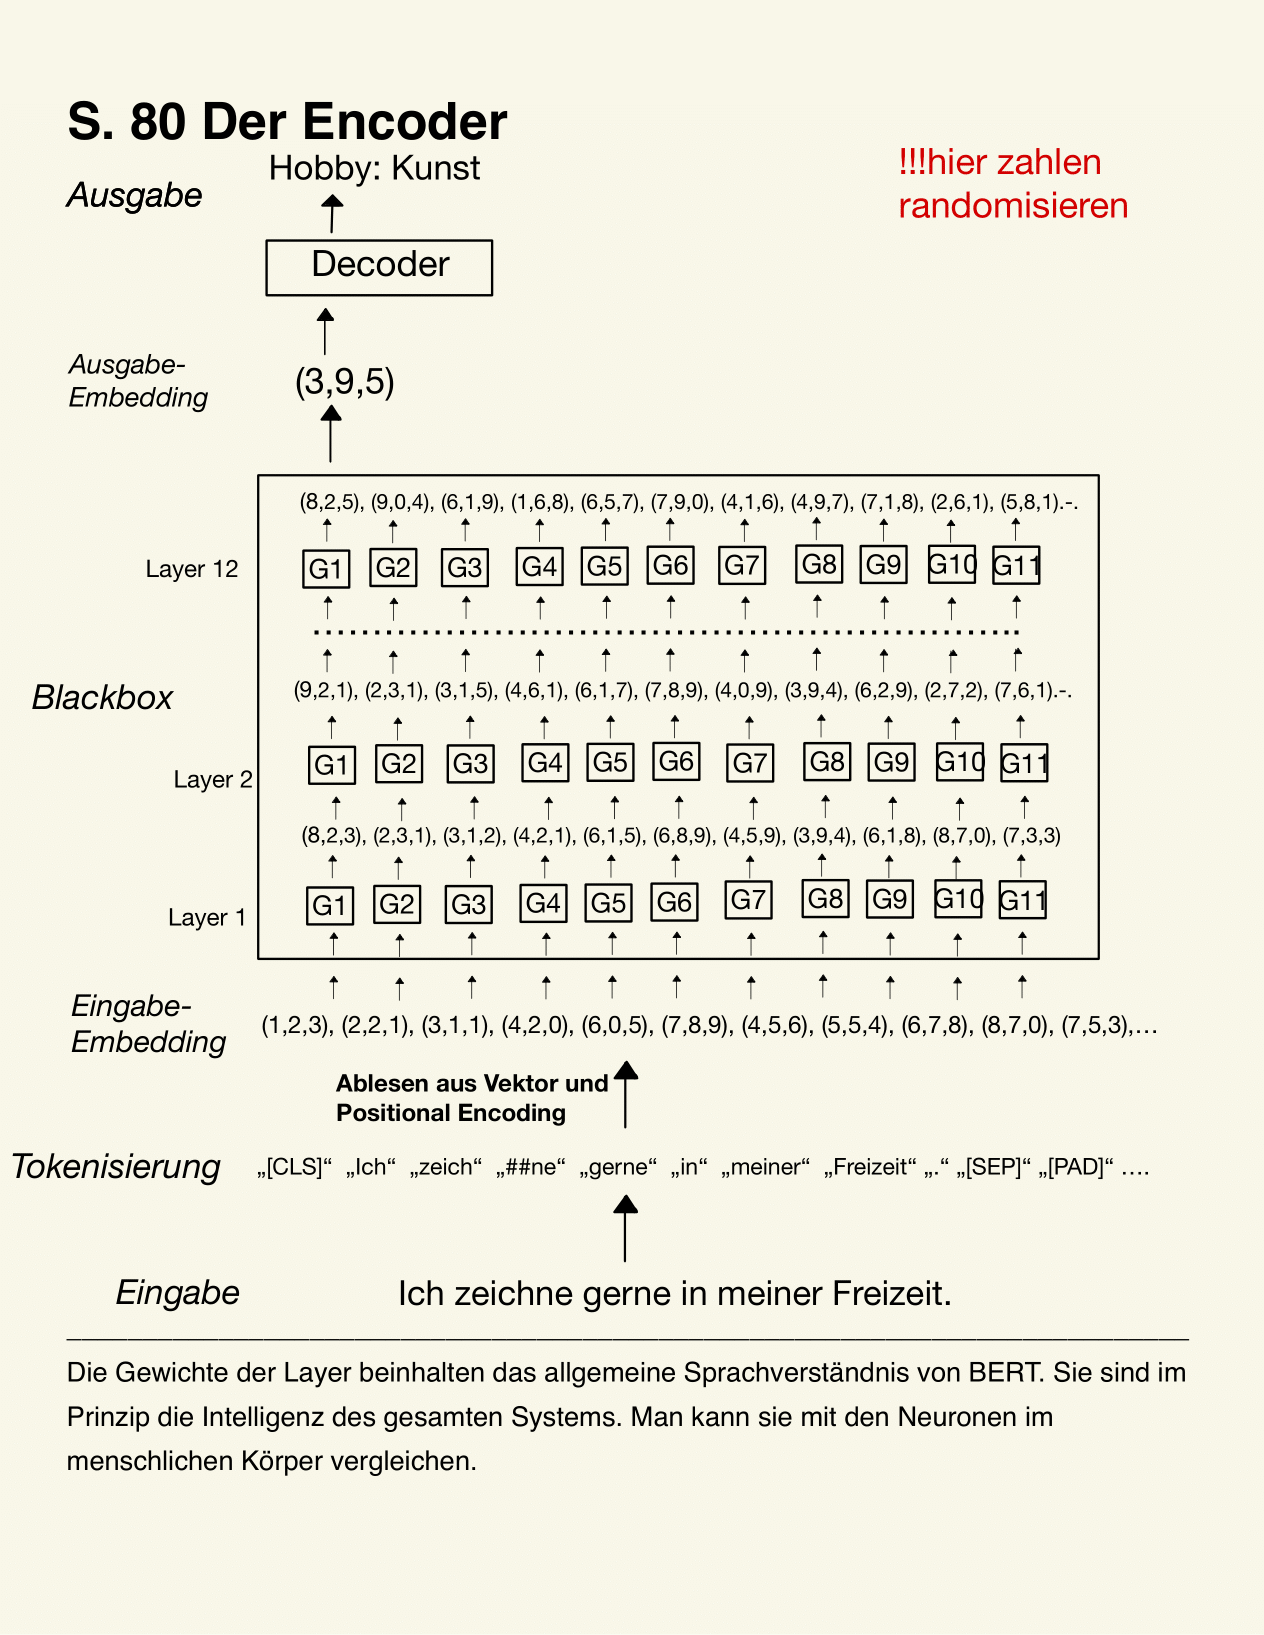 S. 80 Der Encoder
Hobby: Kunst
!!!hier zahlen
randomisieren
Ausgabe
Decoder
Ausgabe-
Embedding
(3,9,5)
(8,2,5), (9,0,4), (6,1,9), (1,6,8), (6,5,7), (7,9,0), (4,1,6), (4,9,7), (7,1,8), (2,6,1), (5,8,1).-.
Layer 12
G1 G2 G3 G4 G5 G6 G7 G8 G9 G10 G11
Blackbox
(9,2,1), (2,3,1), (3,1,5), (4,6,1), (6,1,7), (7,8,9), (4,0,9), (3,9,4), (6,2,9), (2,7,2), (7,6,1).-.
Layer 2
G1 G2 G3 G4 G5 G6 G7 G8 G9 G10 G11
(8,2,3), (2,3,1), (3,1,2), (4,2,1), (6,1,5), (6,8,9), (4,5,9), (3,9,4), (6,1,8), (8,7,0), (7,3,3)
Layer 1
G1 G2 G3 G4 G5 G6 G7 G8 G9 G10 G11
Eingabe-
Embedding
(1,2,3), (2,2,1), (3,1,1), (4,2,0), (6,0,5), (7,8,9), (4,5,6), (5,5,4), (6,7,8), (8,7,0), (7,5,3),…
Ablesen aus Vektor und
Positional Encoding
Tokenisierung
„[CLS]“ „Ich“ „zeich“ „##ne“ „gerne“ „in“ „meiner“ „Freizeit“ „.“ „[SEP]“ „[PAD]“ ….
Eingabe
Ich zeichne gerne in meiner Freizeit.
Die Gewichte der Layer beinhalten das allgemeine Sprachverständnis von BERT. Sie sind im
Prinzip die Intelligenz des gesamten Systems. Man kann sie mit den Neuronen im
menschlichen Körper vergleichen.